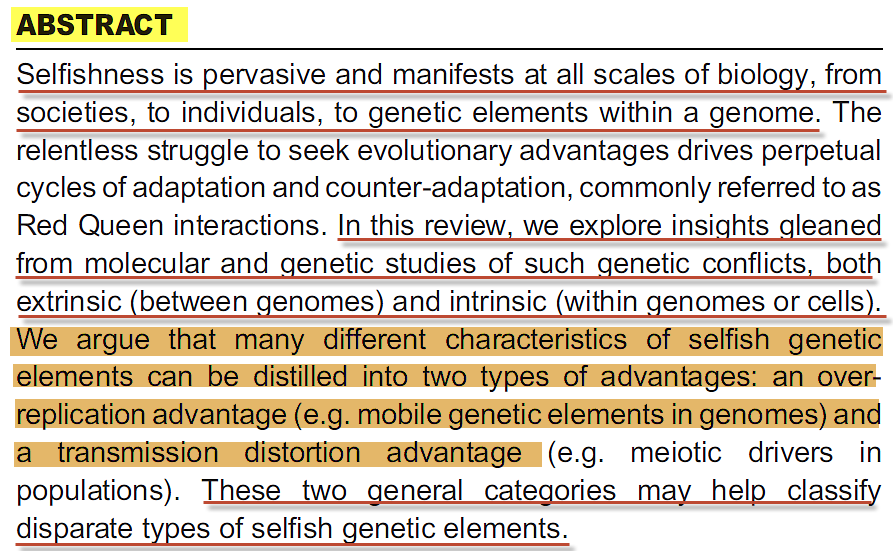 ABSTRACT
Selfishness is pervasive and manifests at all scales of biology, from
societies, to individuals, to genetic elements within a genome. The
relentless struggle to seek evolutionary advantages drives perpetual
cycles of adaptation and counter-adaptation, commonly referred to as
Red Queen interactions. In this review, we explore insights gleaned
from molecular and genetic studies of such genetic conflicts, both
extrinsic (between genomes) and intrinsic (within genomes or cells).
We argue that many different characteristics of selfish genetic
elements can be distilled into two types of advantages: an over-
replication advantage (e.g. mobile genetic elements in genomes) and
a transmission distortion advantage (e.g. meiotic drivers in
populations). These two general categories may help classify
disparate types of selfish genetic elements.